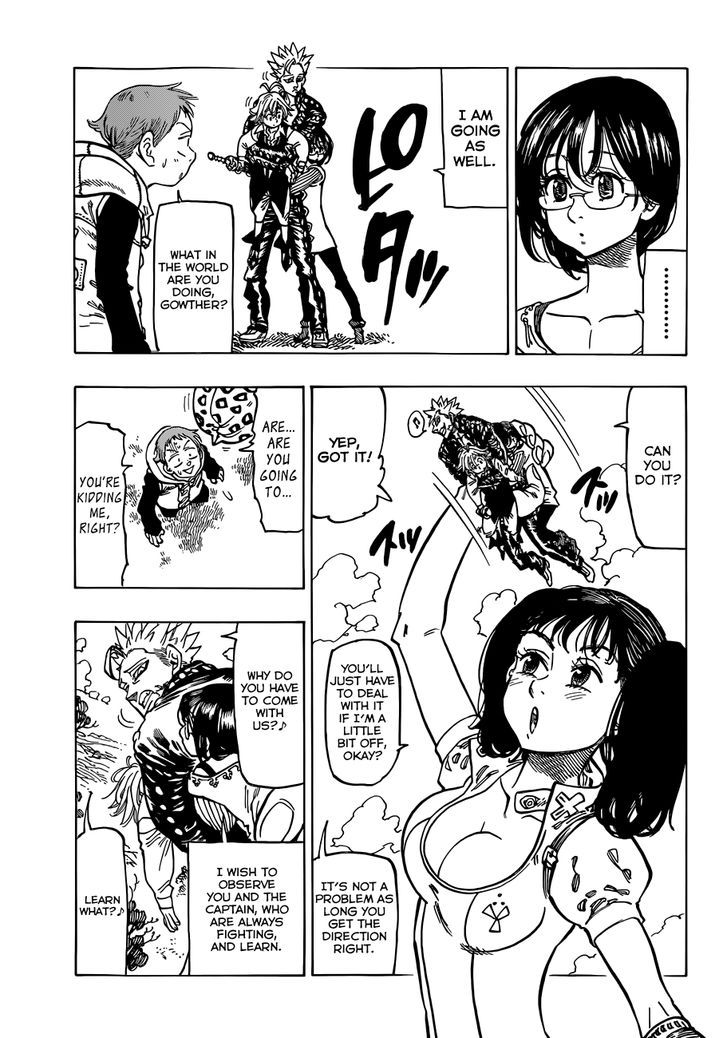 .........
I AM
GOING
AS
WELL.
ピタッ
WHAT IN
THE WORLD
ARE YOU
DOING,
GOWTHER?
CAN
YOU
DO IT?
YEP,
GOT IT!
YOU'LL
JUST HAVE
TO DEAL
WITH IT
IF I'M A
LITTLE
BIT OFF,
OKAY?
IT'S NOT A
PROBLEM AS
LONG YOU
GET THE
DIRECTION
RIGHT.
ARE...
ARE
YOU
GOING
TO...
YOU'RE
KIDDING
ME,
RIGHT?
WHY DO
YOU HAVE
TO COME
WITH
US?♪
I WISH TO
OBSERVE
YOU AND THE
CAPTAIN, WHO
ARE ALWAYS
FIGHTING,
AND LEARN.
LEARN
WHAT?♪